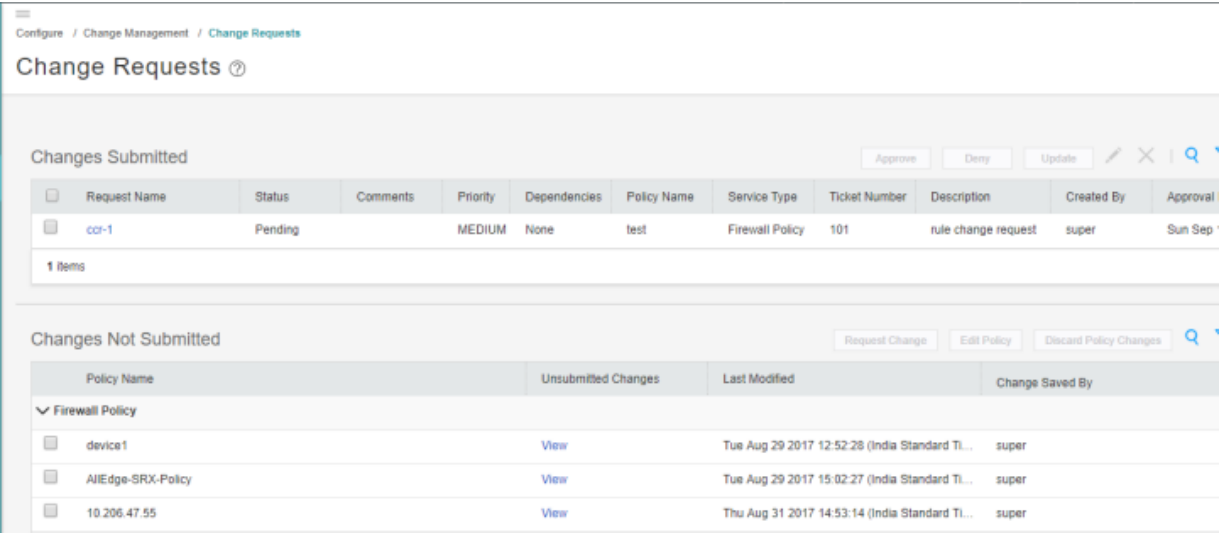 Configure / Change Management / Change Requests
Change Requests ?
Changes Submitted Approve Deny Update
Request Name Status Comments Priority Dependencies Policy Name Service Type Ticket Number Description Created By Approval
ccr-1 Pending MEDIUM None test Firewall Policy 101 rule change request super Sun Sep
1 items
Changes Not Submitted Request Change Edit Policy Discard Policy Changes
Policy Name Unsubmitted Changes Last Modified Change Saved By
Firewall Policy
device1 View Tue Aug 29 2017 12:52:28 (India Standard Ti... super
AllEdge-SRX-Policy View Tue Aug 29 2017 15:02:27 (India Standard Ti... super
10.206.47.55 View Thu Aug 31 2017 14:53:14 (India Standard Ti... super